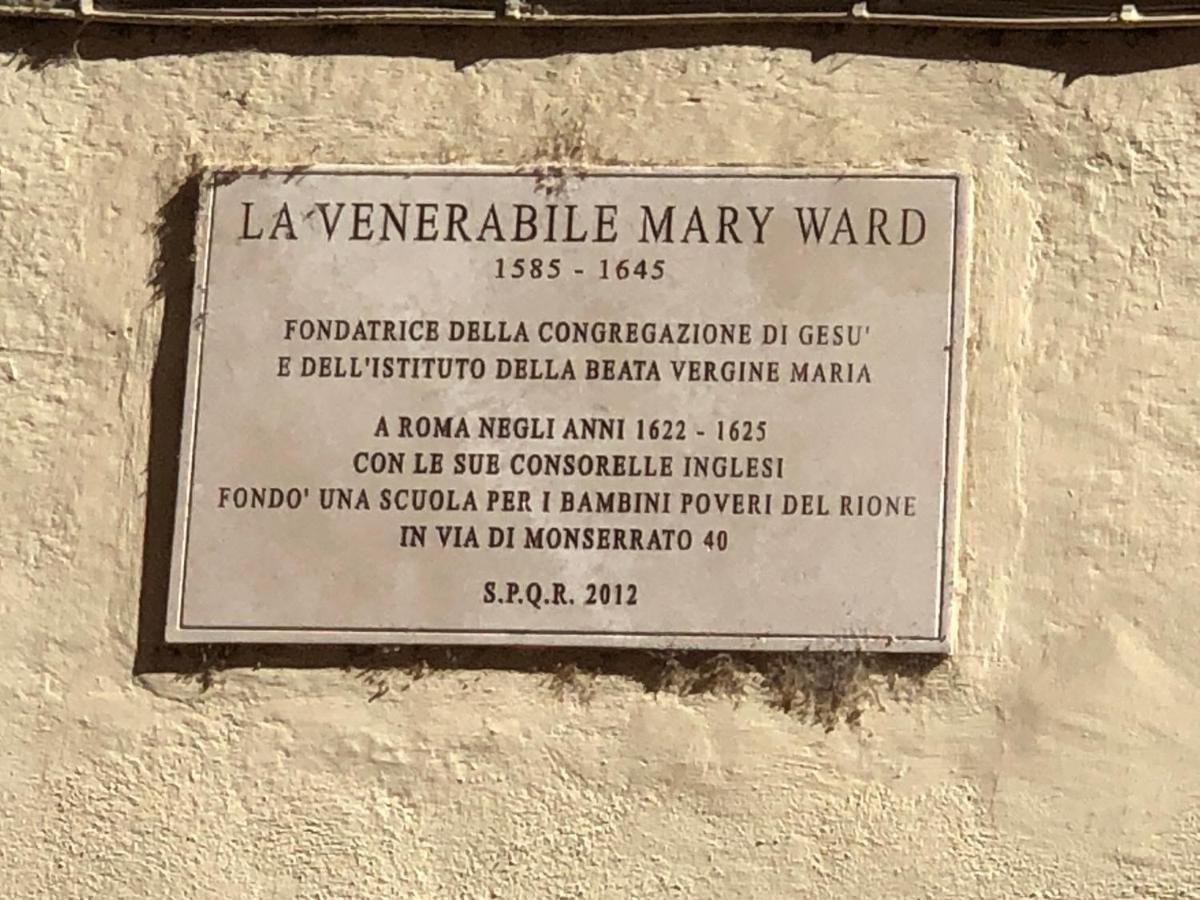 LA VENERABILE MARY WARD
1585 - 1645
FONDATRICE DELLA CONGREGAZIONE DI GESU'
E DELL'ISTITUTO DELLA BEATA VERGINE MARIA
A ROMA NEGLI ANNI 1622 - 1625
CON LE SUE CONSORELLE INGLESI
FONDO' UNA SCUOLA PER I BAMBINI POVERI DEL RIONE
IN VIA DI MONSERRATO 40
S.P.Q.R. 2012